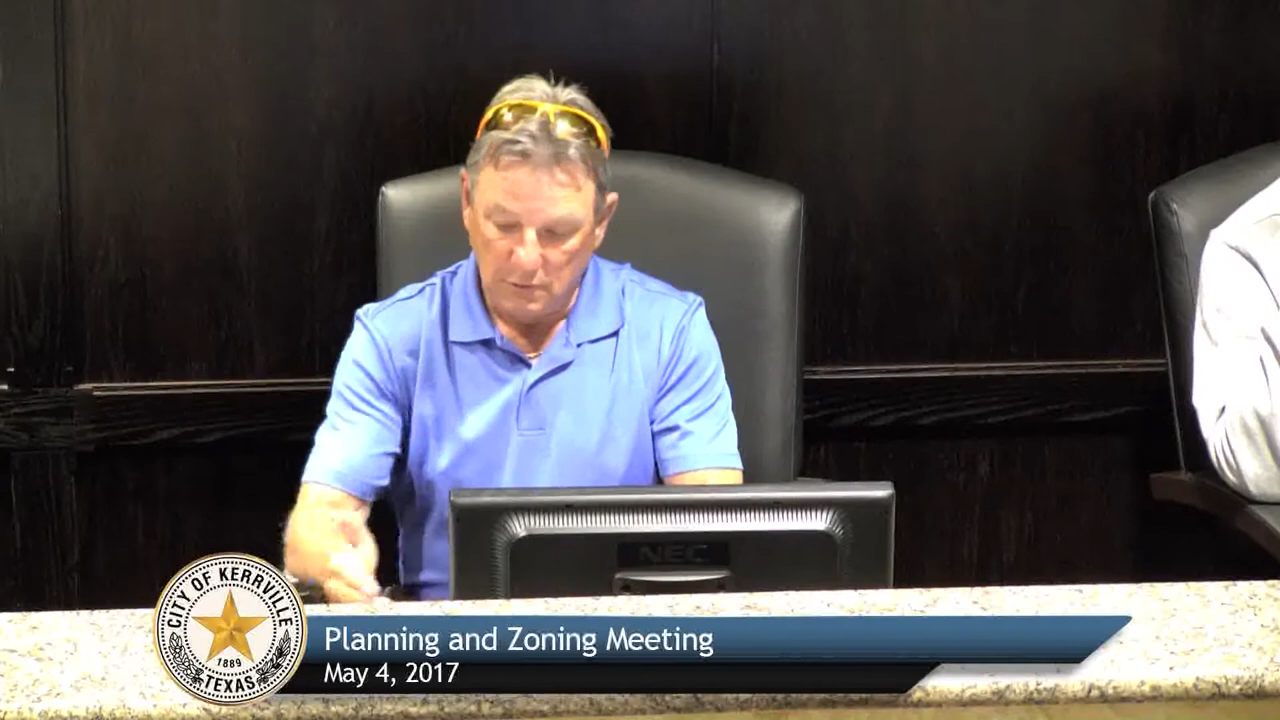 NEC
CITY OF KERRVILLE
1889
TEXAS
Planning and Zoning Meeting
May 4, 2017